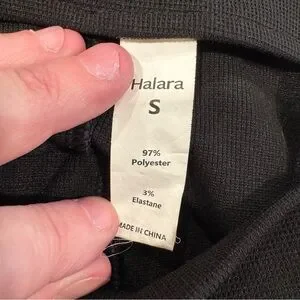 Halara
S
97%
Polyester
3%
Elastane
MADE IN CHINA